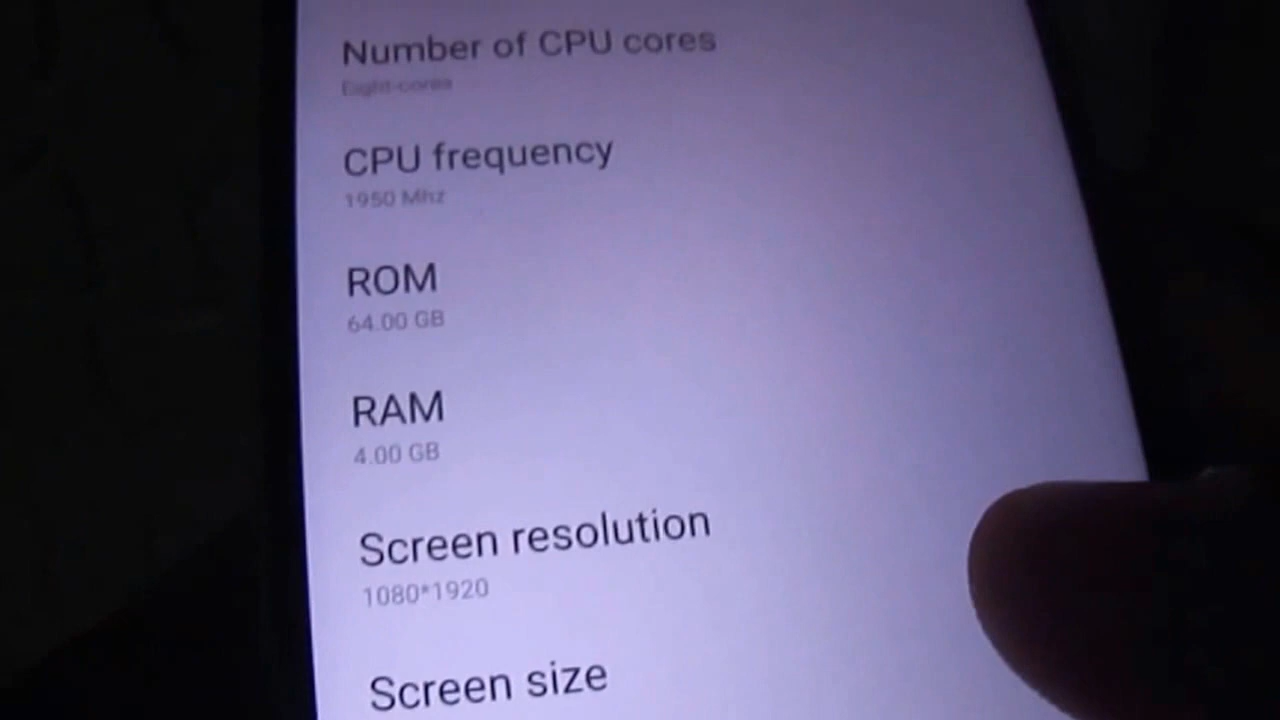 Number of CPU cores
Eight-cores
CPU frequency
1950 Mhz
ROM
64.00 GB
RAM
4.00 GB
Screen resolution
1080*1920
Screen size